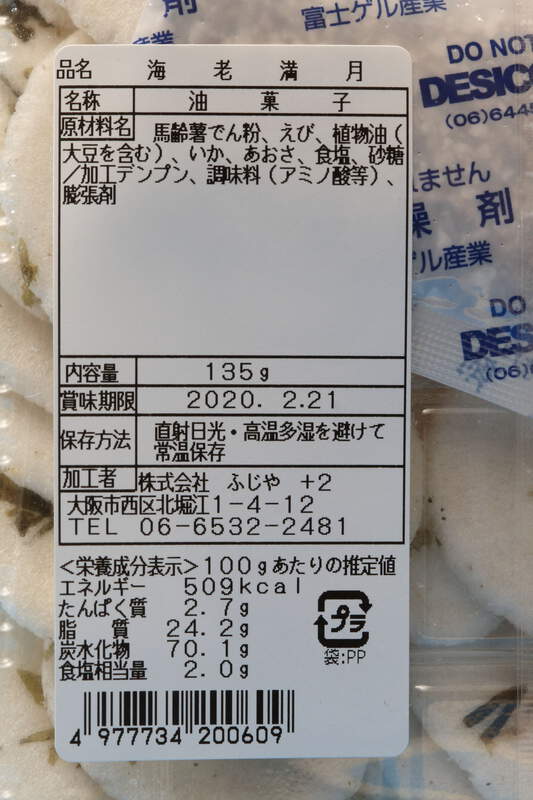 剤
富士ゲル産業
産業
DO NOT
DESIC
(06)644
品名 海老満月
名称 油菓子
原材料名 馬齢薯でん粉、えび、植物油(
大豆を含む)、いか、あおさ、食塩、砂糖
/加工デンプン、調味料(アミノ酸等)、
膨張剤
ません
剤
ゲル産業
DO
DES
(06)
内容量 135g
賞味期限 2020. 2.21
保存方法 直射日光・高温多湿を避けて
常温保存
加工者 株式会社 ふじや +2
大阪市西区北堀江1-4-12
TEL 06-6532-2481
<栄養成分表示>100gあたりの推定値
エネルギー 509kcal
たんぱく質 2.7g
脂質 24.2g
炭水化物 70.1g
食塩相当量 2.0g
プラ
袋:PP
4 977734 200609